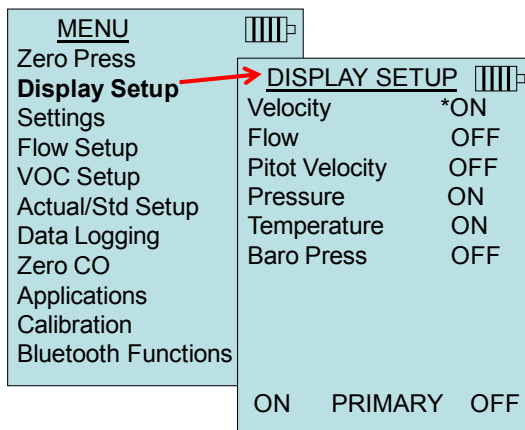 MENU
Zero Press
Display Setup
Settings
Flow Setup
VOC Setup
Actual/Std Setup
Data Logging
Zero CO
Applications
Calibration
Bluetooth Functions
DISPLAY SETUP
Velocity *ON
Flow OFF
Pitot Velocity OFF
Pressure ON
Temperature ON
Baro Press OFF
ON PRIMARY OFF